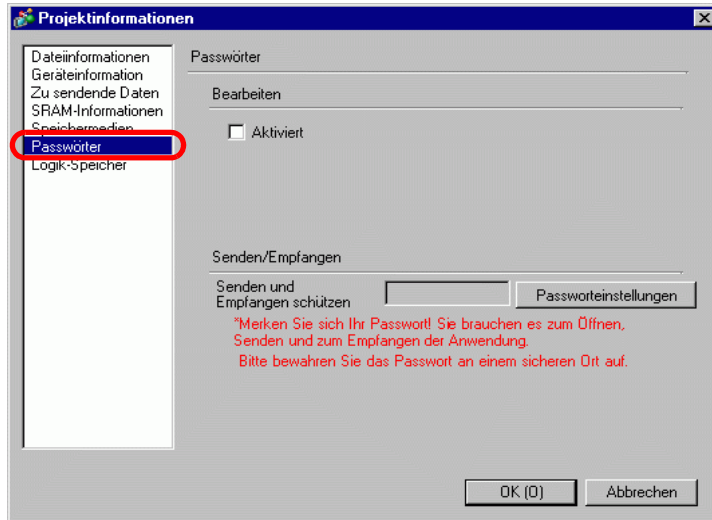 Projektinformationen
Dateiinformationen
Geräteinformation
Zu sendende Daten
SRAM-Informationen
Speichermedien
Passwörter
Logik-Speicher
Passwörter
Bearbeiten
Aktiviert
Senden/Empfangen
Senden und
Empfangen schützen
Passworteinstellungen
*Merken Sie sich Ihr Passwort! Sie brauchen es zum Öffnen,
Senden und zum Empfangen der Anwendung.
Bitte bewahren Sie das Passwort an einem sicheren Ort auf.
OK (O)
Abbrechen